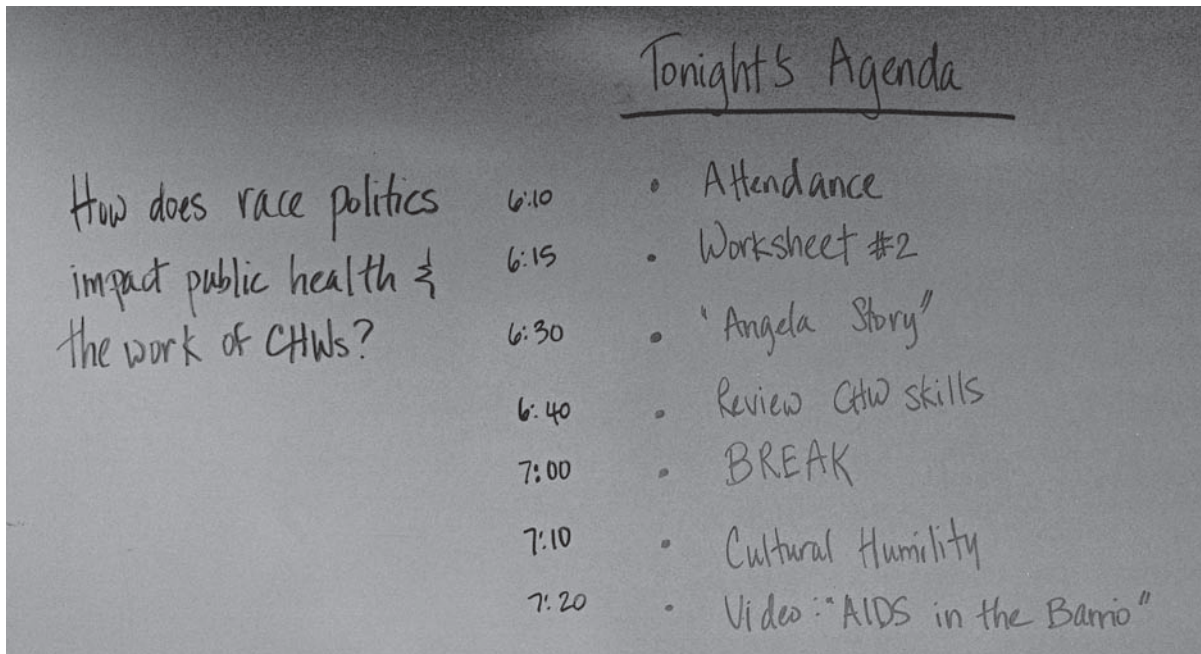 Tonight's Agenda
How does race politics
impact public health &
the work of CHWs?
6:10 • Attendance
6:15 • Worksheet #2
6:30 • "Angela Story"
6:40 • Review CHW skills
7:00 • BREAK
7:10 • Cultural Humility
7:20 • Video: "AIDS in the Barrio"